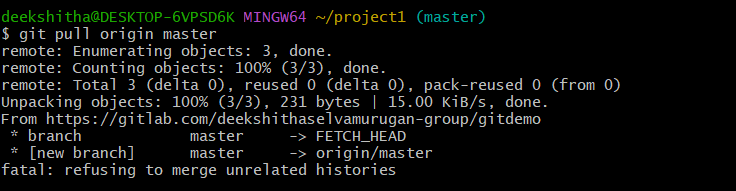 deekshitha@DESKTOP-6VPSD6K MINGW64 ~/project1 (master)
$ git pull origin master
remote: Enumerating objects: 3, done.
remote: Counting objects: 100% (3/3), done.
remote: Total 3 (delta 0), reused 0 (delta 0), pack-reused 0 (from 0)
Unpacking objects: 100% (3/3), 231 bytes | 15.00 KiB/s, done.
From https://gitlab.com/deekshithaselvamurugan-group/gitdemo
 * branch            master     -> FETCH_HEAD
 * [new branch]      master     -> origin/master
fatal: refusing to merge unrelated histories